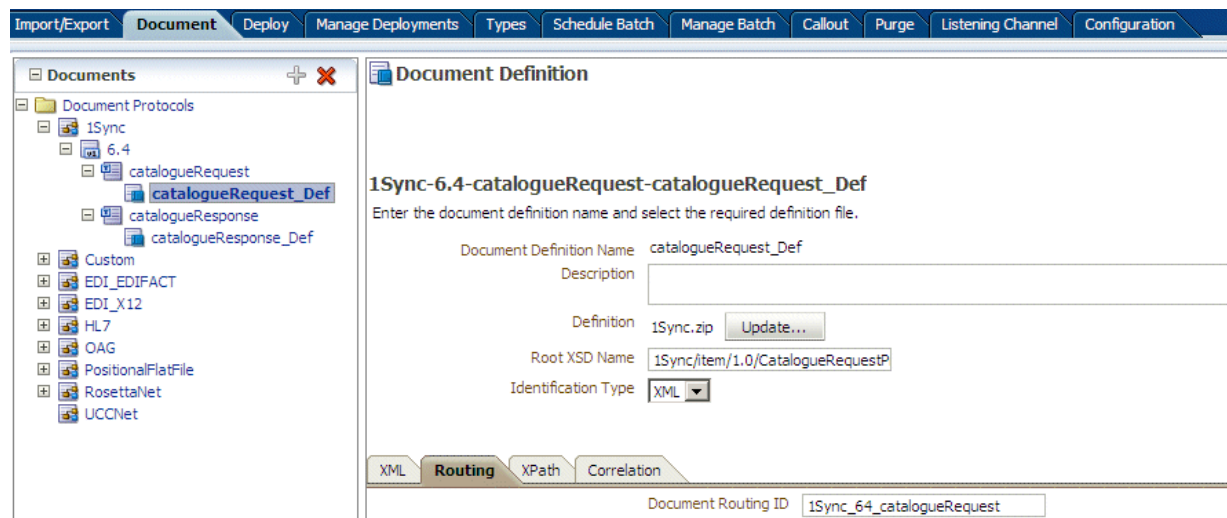 Import/Export Document Deploy Manage Deployments Types Schedule Batch Manage Batch Callout Purge Listening Channel Configuration
Documents
Document Protocols
1Sync
6.4
catalogueRequest
catalogueRequest_Def
catalogueResponse
catalogueResponse_Def
Custom
EDI_EDIFACT
EDI_X12
HL7
OAG
PositionalFlatFile
RosettaNet
UCCNet
Document Definition
1Sync-6.4-catalogueRequest-catalogueRequest_Def
Enter the document definition name and select the required definition file.
Document Definition Name catalogueRequest_Def
Description
Definition 1Sync.zip Update...
Root XSD Name 1Sync/item/1.0/CatalogueRequestP
Identification Type XML
XML Routing XPath Correlation
Document Routing ID 1Sync_64_catalogueRequest